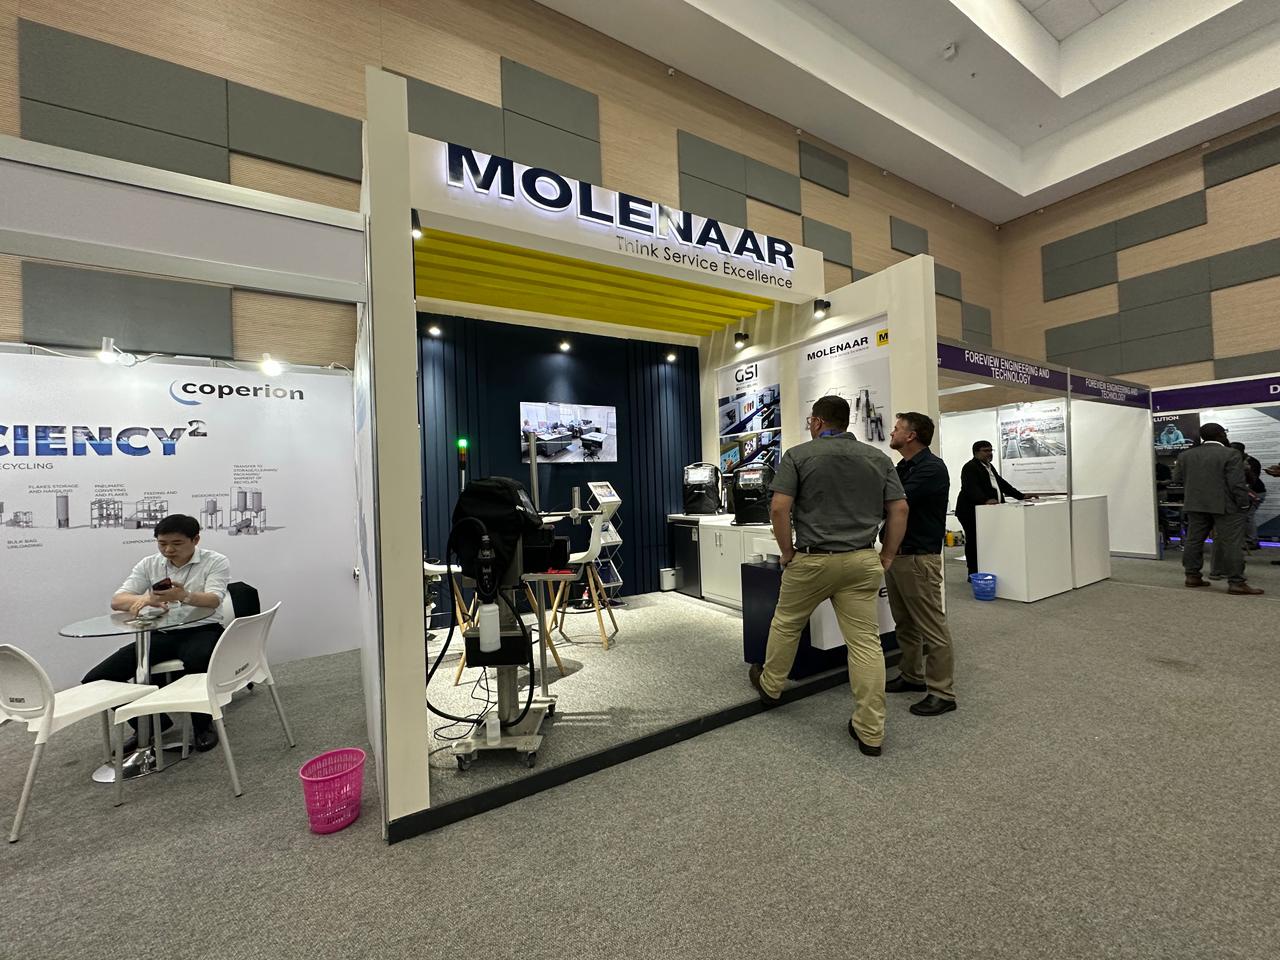 MOLENAAR
Think Service Excellence
coperion
CIENCY²
ECYCLING
FLAKES STORAGE
AND HANDLING
PNEUMATIC
CONVEYING
AND FLAKES
FEEDING AND
MIXING
DEODORIZATION
TRANSFER TO
STORAGE/CLEANING/
PACKAGING/
SHIPMENT OF
RECYCLATE
BULK BAG
UNLOADING
GSI
MOLENAAR
M
FOREVIEW ENGINEERING AND
TECHNOLOGY
FOREVIEW ENGINEERING AND
TECHNOLOGY
D
LUTION